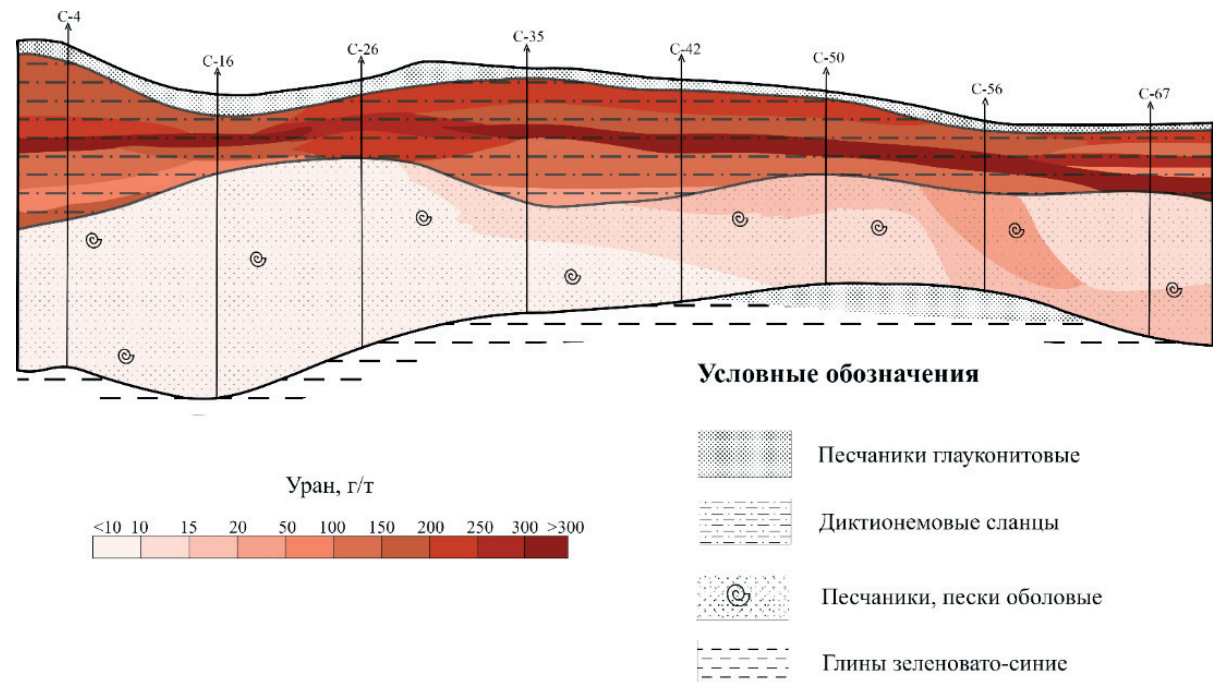 С-4
С-16
С-26
С-35
С-42
С-50
С-56
С-67
Условные обозначения
Песчаники глауконитовые
Диктионемовые сланцы
Песчаники, пески оболовые
Глины зеленовато-синие
Уран, г/т
<10 10 15 20 50 100 150 200 250 300 >300